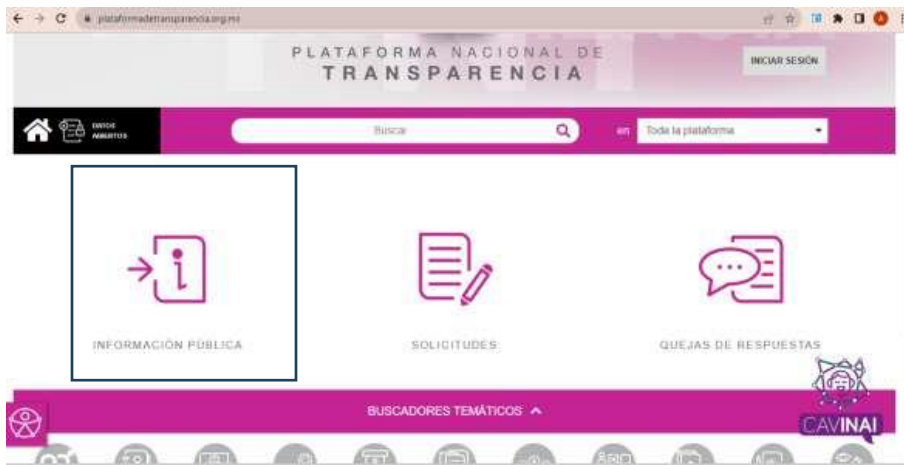 plataformadetransparencia.org.mx
PLATAFORMA NACIONAL DE
TRANSPARENCIA
INICIAR SESIÓN
DATOS
ABIERTOS
Buscar
en
Toda la plataforma
INFORMACIÓN PÚBLICA
SOLICITUDES
QUEJAS DE RESPUESTAS
BUSCADORES TEMÁTICOS
CAVINAI